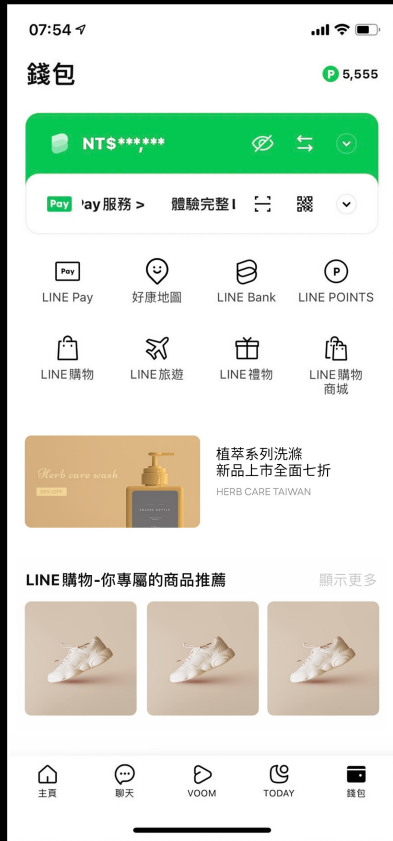 07:54
錢包
P 5,555
NT$***,***
Pay Pay服務 > 體驗完整L
Pay
LINE Pay
好康地圖
LINE Bank
P
LINE POINTS
LINE購物
LINE旅遊
LINE禮物
LINE購物
商城
Herb care wash
植萃系列洗滌
新品上市全面七折
HERB CARE TAIWAN
LINE購物-你專屬的商品推薦
顯示更多
主頁
聊天
VOOM
TODAY
錢包